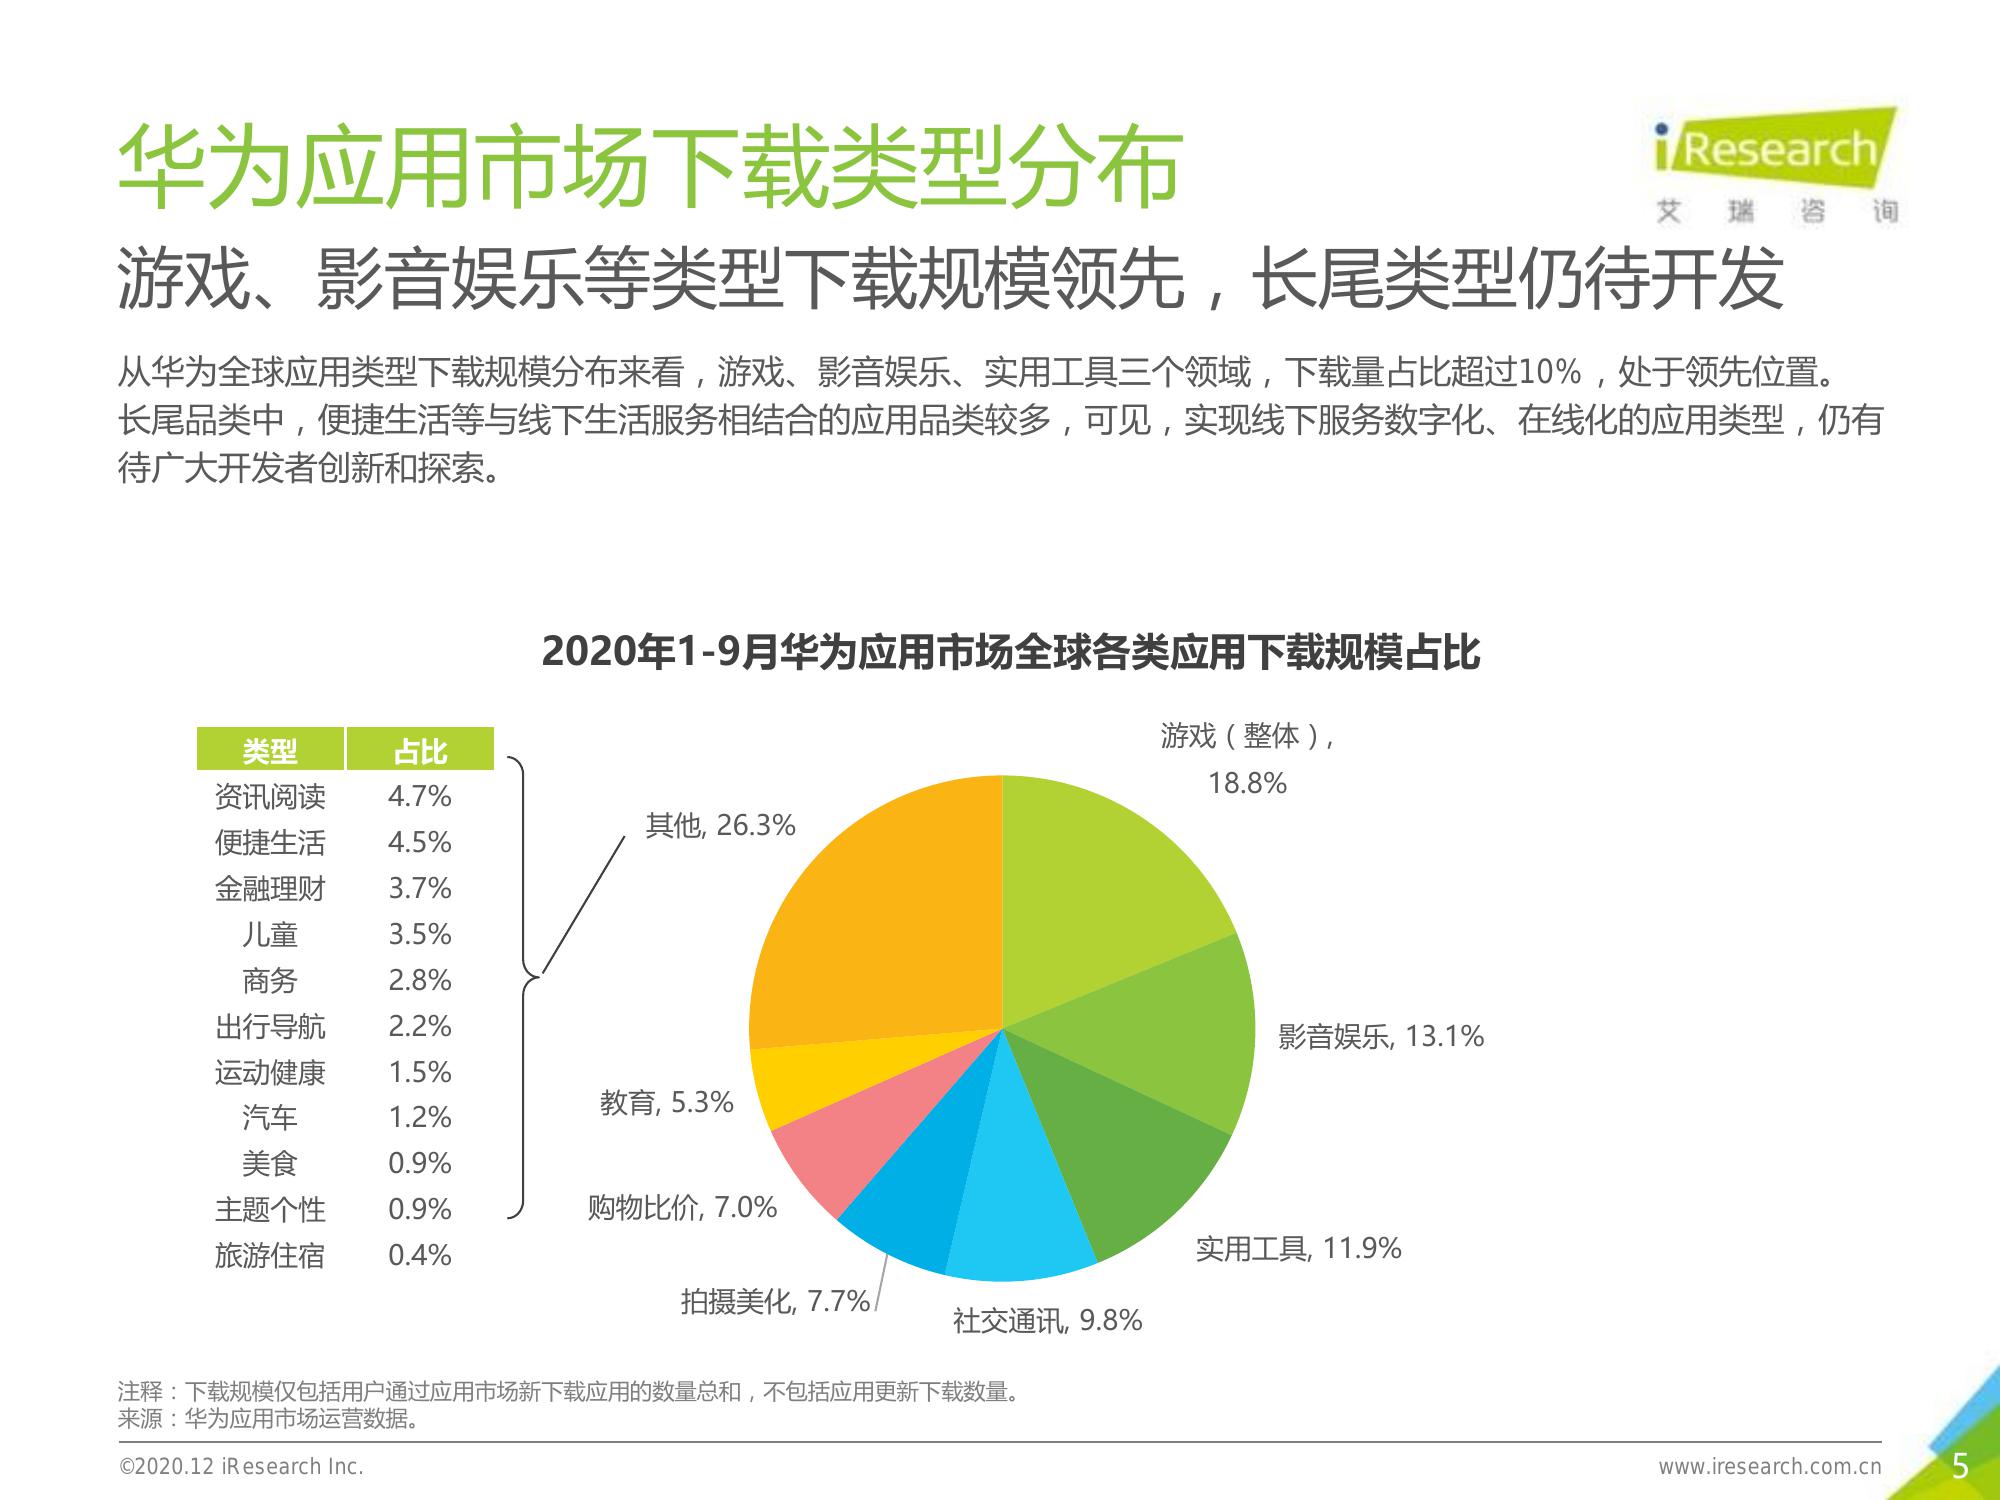 华为应用市场下载类型分布
iResearch
艾瑞咨询
游戏、影音娱乐等类型下载规模领先，长尾类型仍待开发
从华为全球应用类型下载规模分布来看，游戏、影音娱乐、实用工具三个领域，下载量占比超过10%，处于领先位置。
长尾品类中，便捷生活等与线下生活服务相结合的应用品类较多，可见，实现线下服务数字化、在线化的应用类型，仍有
待广大开发者创新和探索。
2020年1-9月华为应用市场全球各类应用下载规模占比
类型 占比
资讯阅读 4.7%
便捷生活 4.5%
金融理财 3.7%
儿童 3.5%
商务 2.8%
出行导航 2.2%
运动健康 1.5%
汽车 1.2%
美食 0.9%
主题个性 0.9%
旅游住宿 0.4%
其他, 26.3%
游戏（整体）,
18.8%
影音娱乐, 13.1%
教育, 5.3%
购物比价, 7.0%
实用工具, 11.9%
拍摄美化, 7.7%
社交通讯, 9.8%
注释：下载规模仅包括用户通过应用市场新下载应用的数量总和，不包括应用更新下载数量。
来源：华为应用市场运营数据。
©2020.12 iResearch Inc.
www.iresearch.com.cn
5